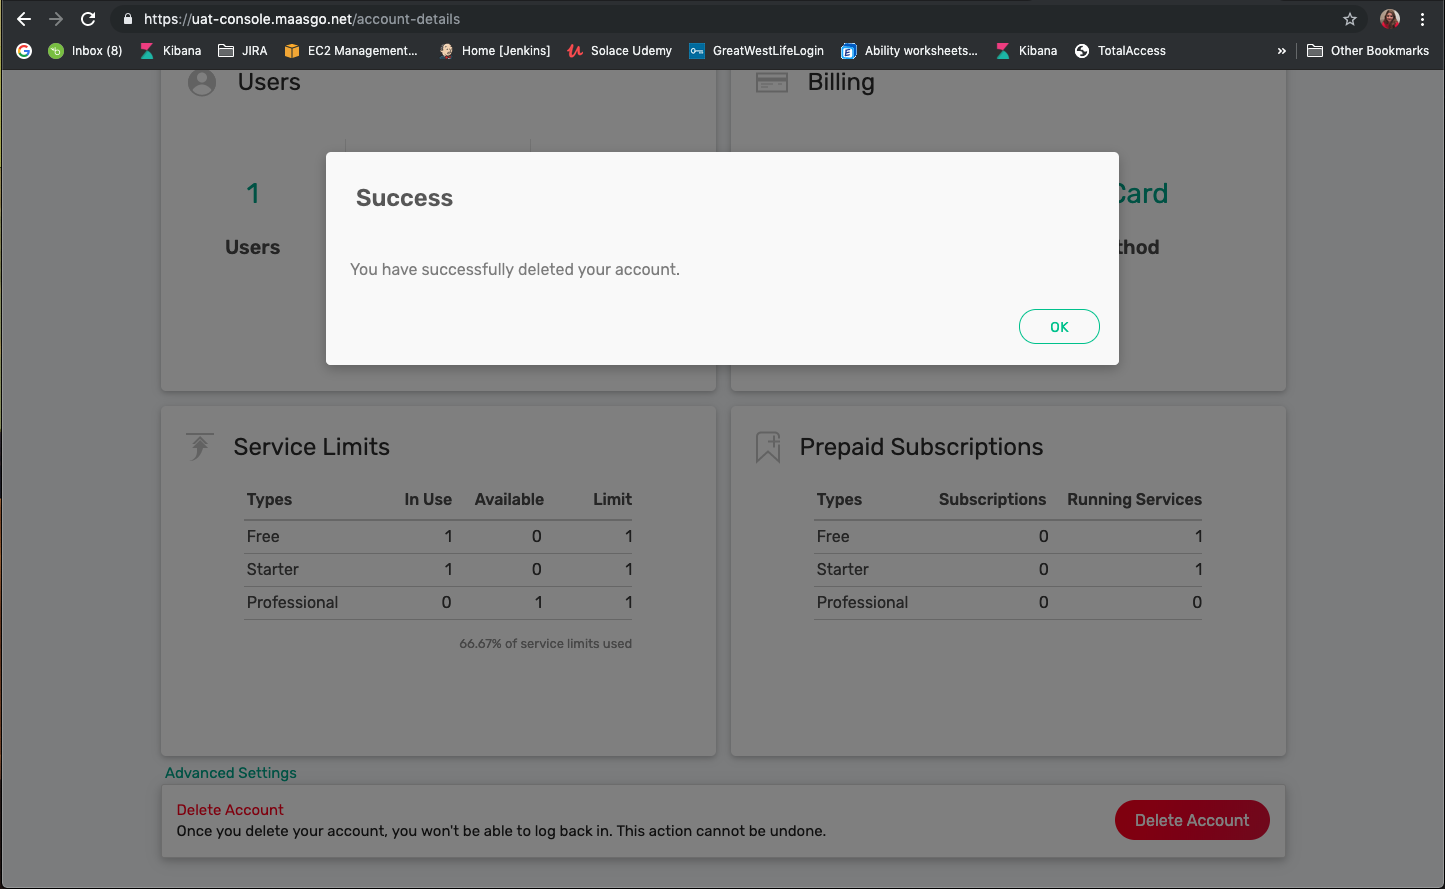 https://uat-console.maasgo.net/account-details
Inbox (8) Kibana JIRA EC2 Management... Home [Jenkins] Solace Udemy GreatWestLifeLogin Ability worksheets... Kibana TotalAccess » Other Bookmarks
Users
Billing
1
Users
Card
thod
Success
You have successfully deleted your account.
OK
Service Limits
Types In Use Available Limit
Free 1 0 1
Starter 1 0 1
Professional 0 1 1
66.67% of service limits used
Prepaid Subscriptions
Types Subscriptions Running Services
Free 0 1
Starter 0 1
Professional 0 0
Advanced Settings
Delete Account
Once you delete your account, you won't be able to log back in. This action cannot be undone.
Delete Account